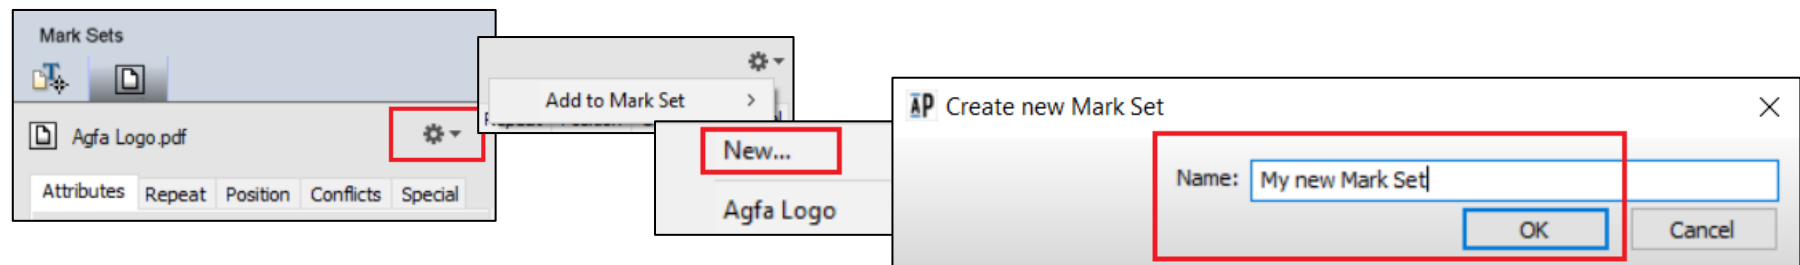 Mark Sets
Agfa Logo.pdf
Attributes Repeat Position Conflicts Special
Add to Mark Set
New...
Agfa Logo
AP Create new Mark Set
Name: My new Mark Set
OK Cancel